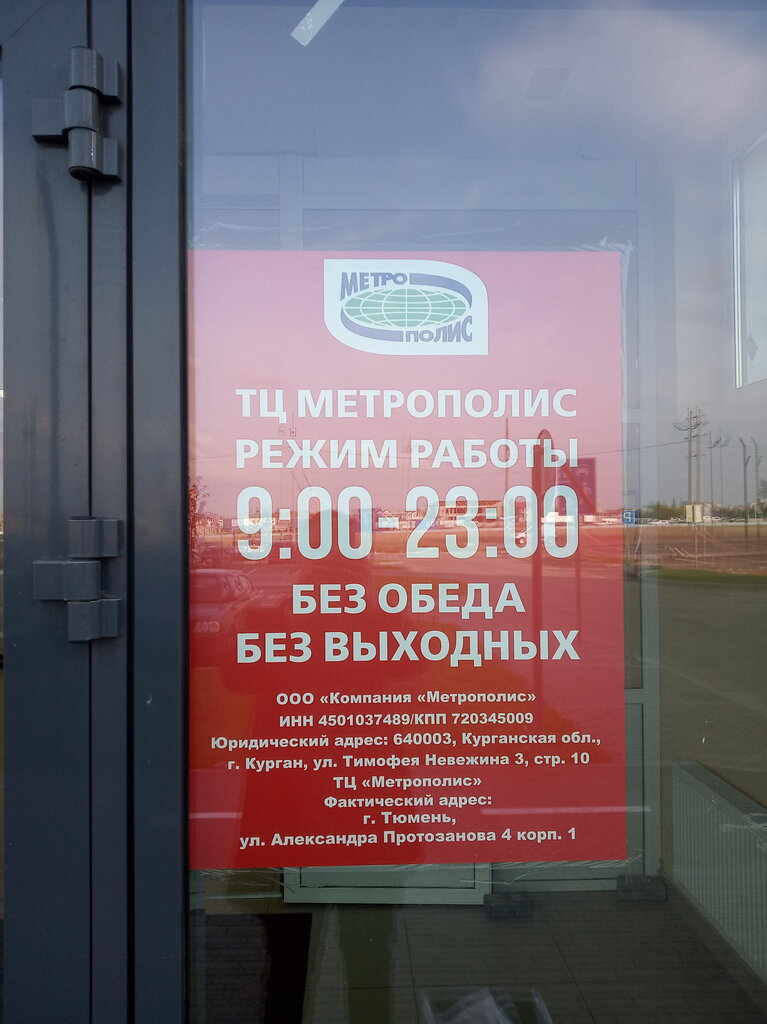 МЕТРО
ПОЛИС
ТЦ МЕТРОПОЛИС
РЕЖИМ РАБОТЫ
9:00-23.00
БЕЗ ОБЕДА
БЕЗ ВЫХОДНЫХ
ООО «Компания «Метрополис»
ИНН 4501037489/КПП 720345009
Юридический адрес: 640003, Курганская обл.,
г. Курган, ул. Тимофея Невежина 3, стр. 10
ТЦ «Метрополис»
Фактический адрес:
г. Тюмень,
ул. Александра Протозанова 4 корп. 1